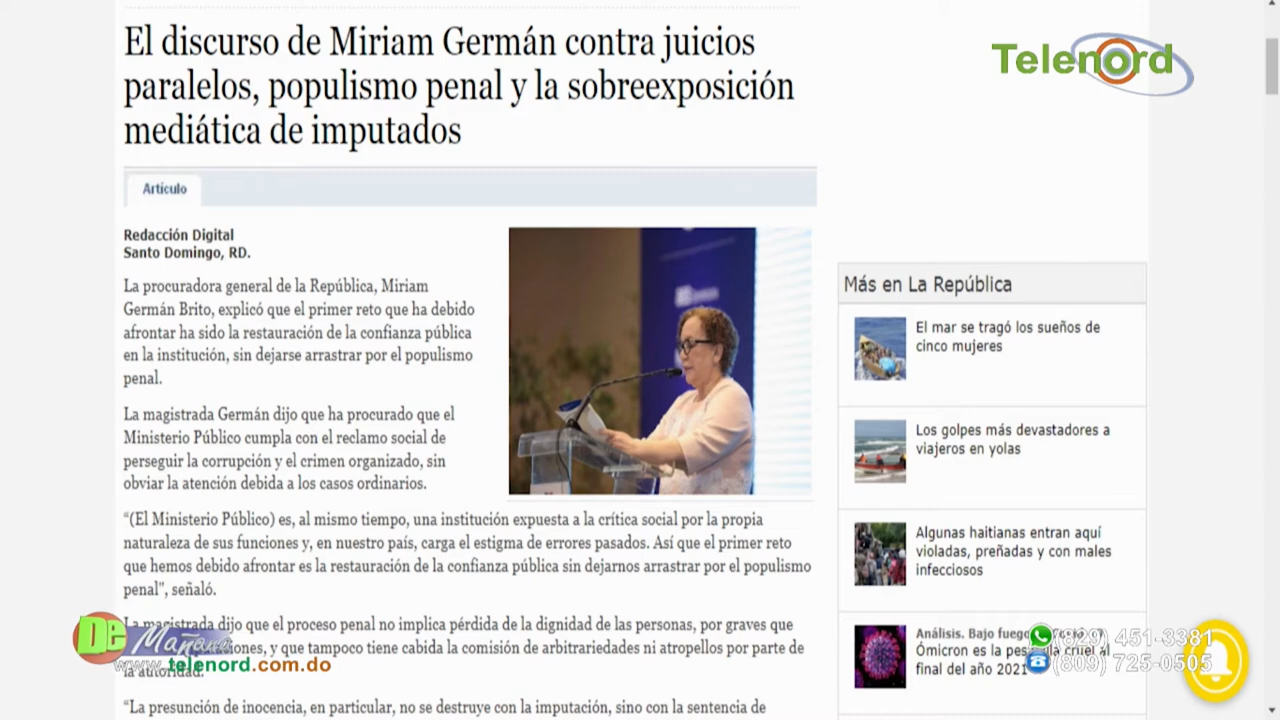 El discurso de Miriam Germán contra juicios
paralelos, populismo penal y la sobreexposición
mediática de imputados
Telenord
Artículo
Redacción Digital
Santo Domingo, RD.
La procuradora general de la República, Miriam
Germán Brito, explicó que el primer reto que ha debido
afrontar ha sido la restauración de la confianza pública
en la institución, sin dejarse arrastrar por el populismo
penal.
La magistrada Germán dijo que ha procurado que el
Ministerio Público cumpla con el reclamo social de
perseguir la corrupción y el crimen organizado, sin
obviar la atención debida a los casos ordinarios.
“(El Ministerio Público) es, al mismo tiempo, una institución expuesta a la crítica social por la propia
naturaleza de sus funciones y, en nuestro país, carga el estigma de errores pasados. Así que el primer reto
que hemos debido afrontar es la restauración de la confianza pública sin dejarnos arrastrar por el populismo
penal”, señaló.
La magistrada dijo que el proceso penal no implica pérdida de la dignidad de las personas, por graves que
y que tampoco tiene cabida la comisión de arbitrariedades ni atropellos por parte de
la autoridad.
“La presunción de inocencia, en particular, no se destruye con la imputación, sino con la sentencia de
Más en La República
El mar se tragó los sueños de
cinco mujeres
Los golpes más devastadores a
viajeros en yolas
Algunas haitianas entran aquí
violadas, preñadas y con males
infecciosos
Análisis. Bajo fuego
Ómicron es la cruel al
final del año 2021
De Mañana
www.telenord.com.do
(829) 451-3381
(809) 725-0505